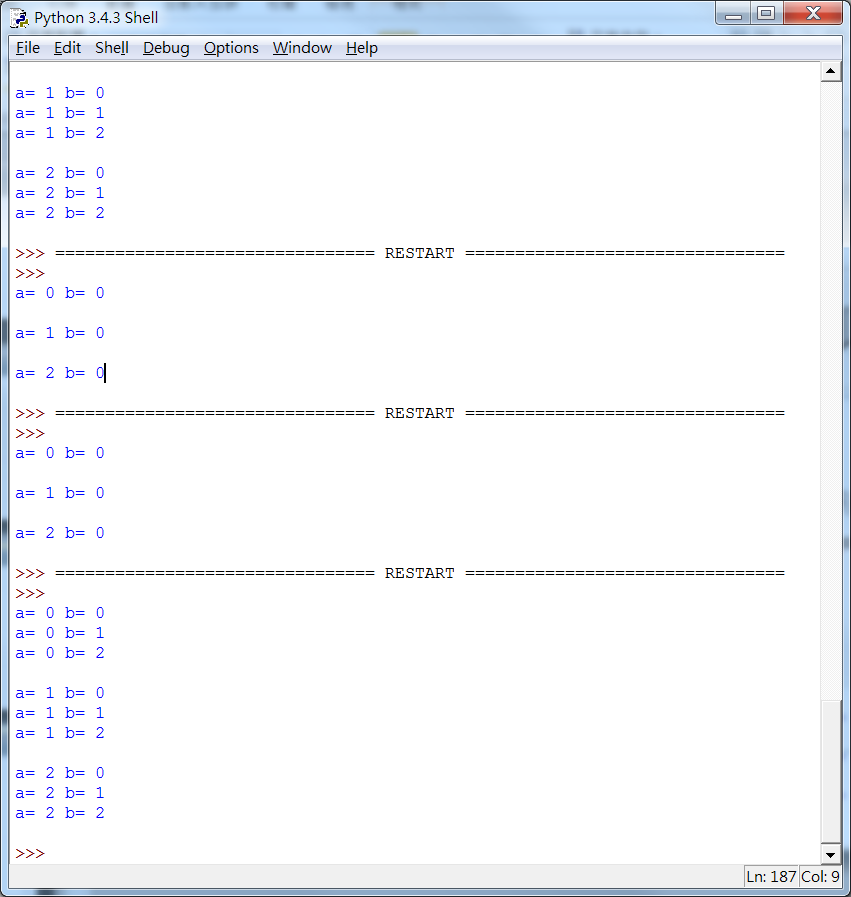 Python 3.4.3 Shell
File Edit Shell Debug Options Window Help
a= 1 b= 0
a= 1 b= 1
a= 1 b= 2
a= 2 b= 0
a= 2 b= 1
a= 2 b= 2
>>> ================================ RESTART ================================
>>>
a= 0 b= 0
a= 1 b= 0
a= 2 b= 0
>>> ================================ RESTART ================================
>>>
a= 0 b= 0
a= 1 b= 0
a= 2 b= 0
>>> ================================ RESTART ================================
>>>
a= 0 b= 0
a= 0 b= 1
a= 0 b= 2
a= 1 b= 0
a= 1 b= 1
a= 1 b= 2
a= 2 b= 0
a= 2 b= 1
a= 2 b= 2
>>>
Ln: 187 Col: 9